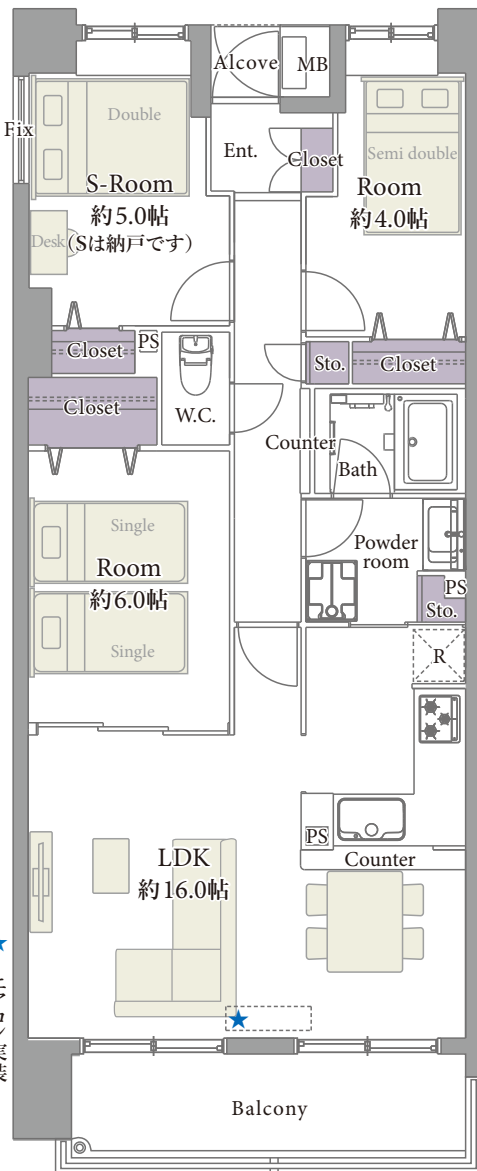 Alcove
MB
Fix
Double
Ent.
Closet
Semi double
S-Room
約5.0帖
(Sは納戸です)
Desk
Room
約4.0帖
Closet
PS
Sto.
Closet
Closet
W.C.
Counter
Bath
Single
Room
約6.0帖
Single
Powder
room
PS
Sto.
R
PS
LDK
約16.0帖
Counter
★
★
Balcony